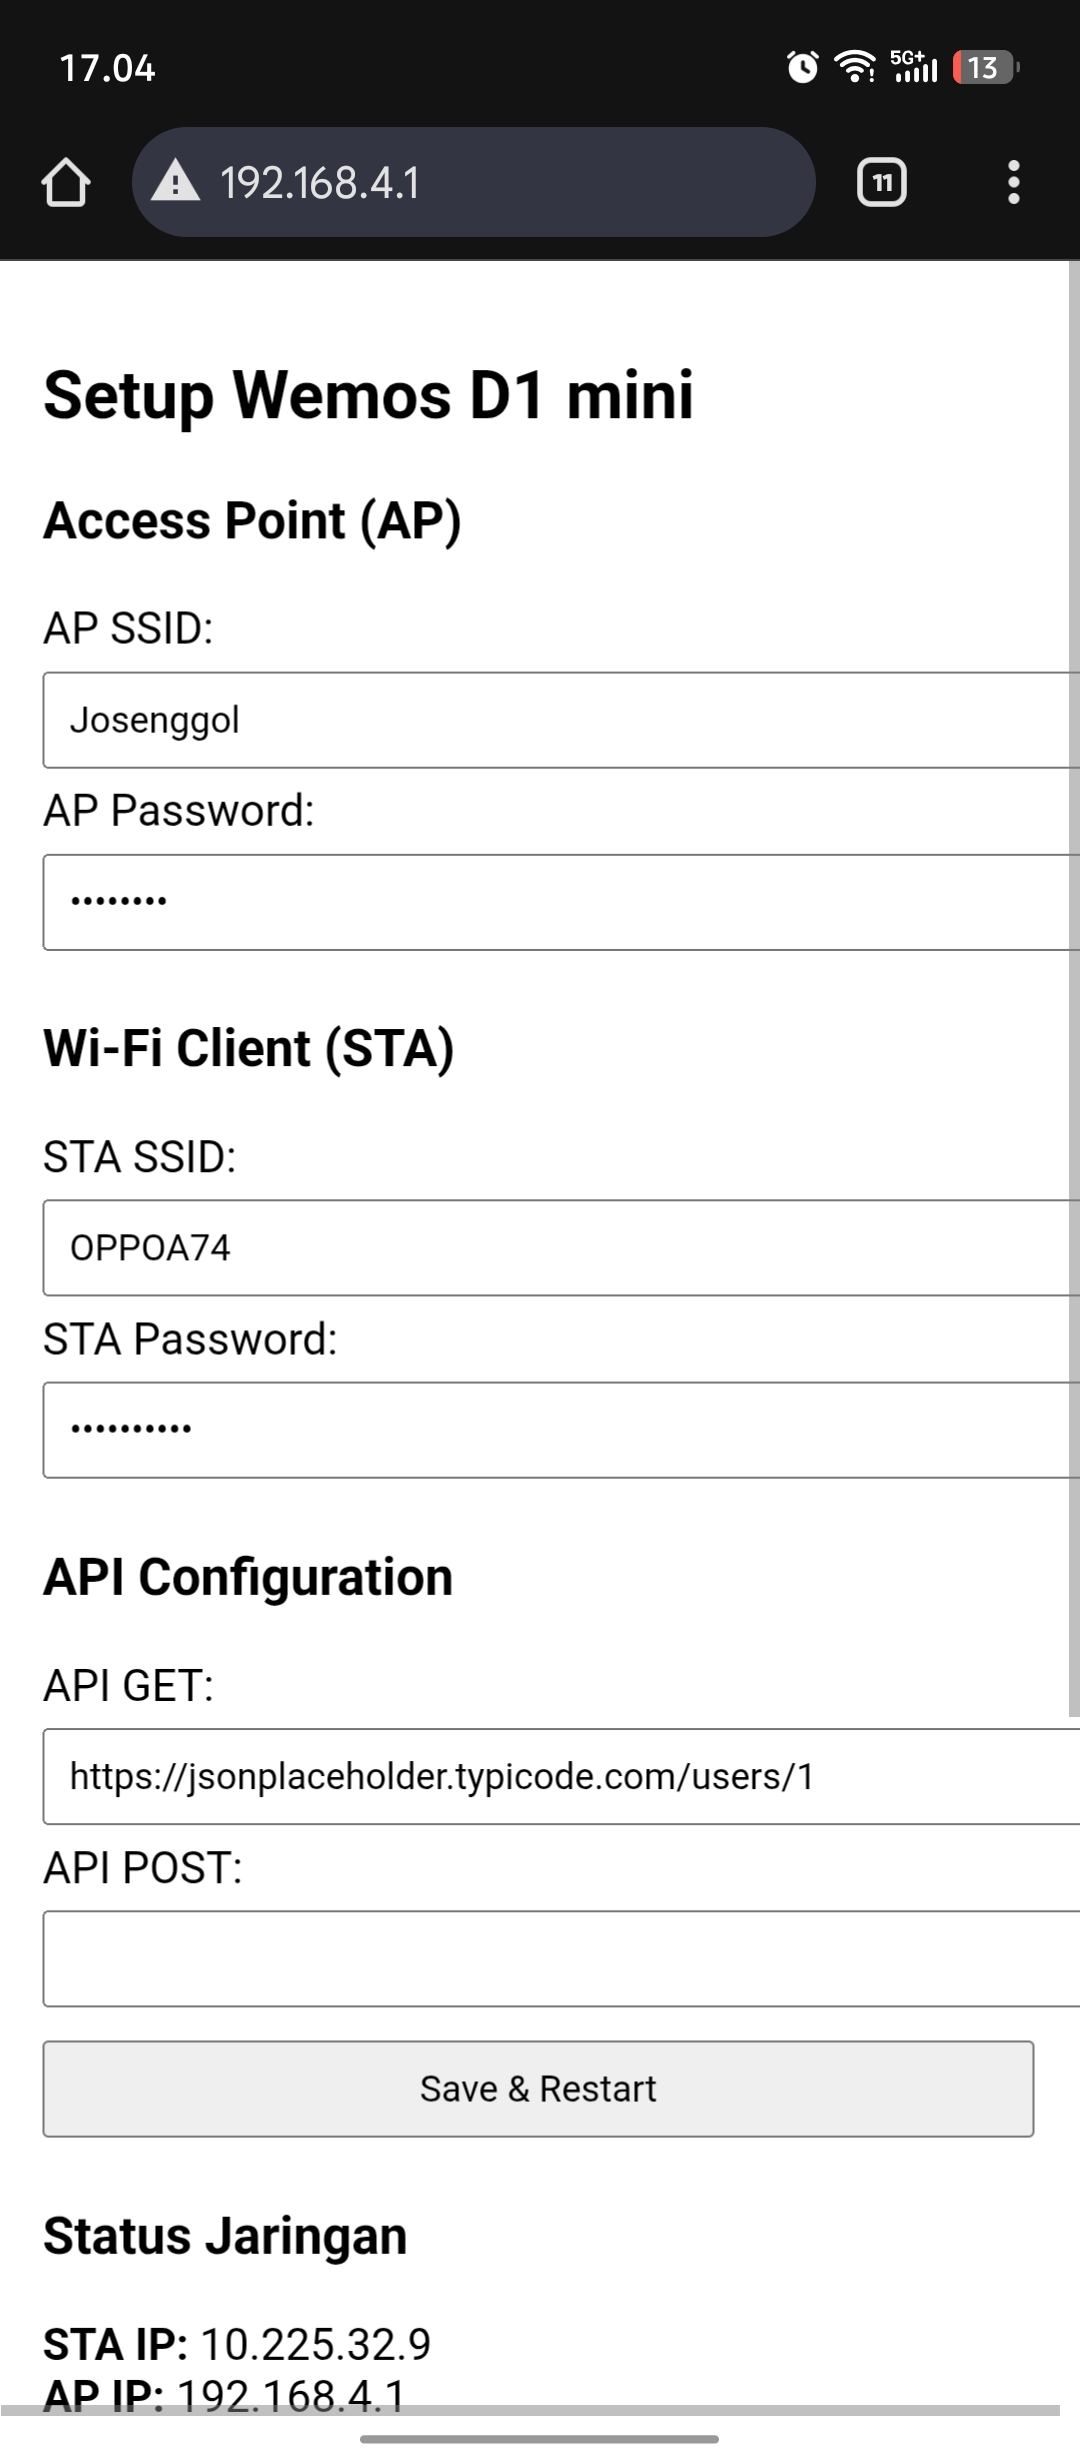 17.04
5G+
13
192.168.4.1
11
Setup Wemos D1 mini
Access Point (AP)
AP SSID:
Josenggol
AP Password:
••••••••
Wi-Fi Client (STA)
STA SSID:
OPPOA74
STA Password:
••••••••••
API Configuration
API GET:
https://jsonplaceholder.typicode.com/users/1
API POST:
Save & Restart
Status Jaringan
STA IP: 10.225.32.9
AP IP: 192.168.4.1